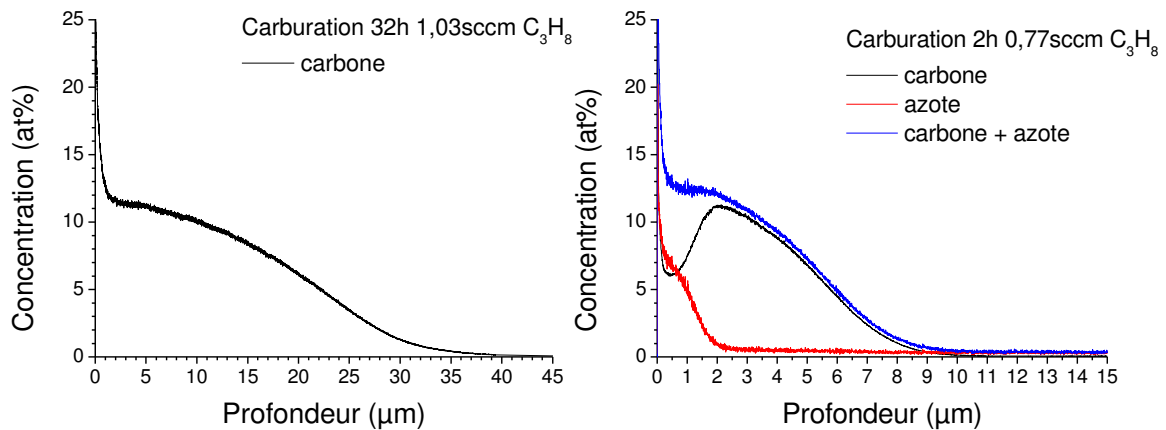 Carburation 32h 1,03sccm C₃H₈
carbone
Concentration (at%)
25
20
15
10
5
0
0 5 10 15 20 25 30 35 40 45
Profondeur (µm)
Carburation 2h 0,77sccm C₃H₈
carbone
azote
carbone + azote
Concentration (at%)
25
20
15
10
5
0
0 1 2 3 4 5 6 7 8 9 10 11 12 13 14 15
Profondeur (µm)